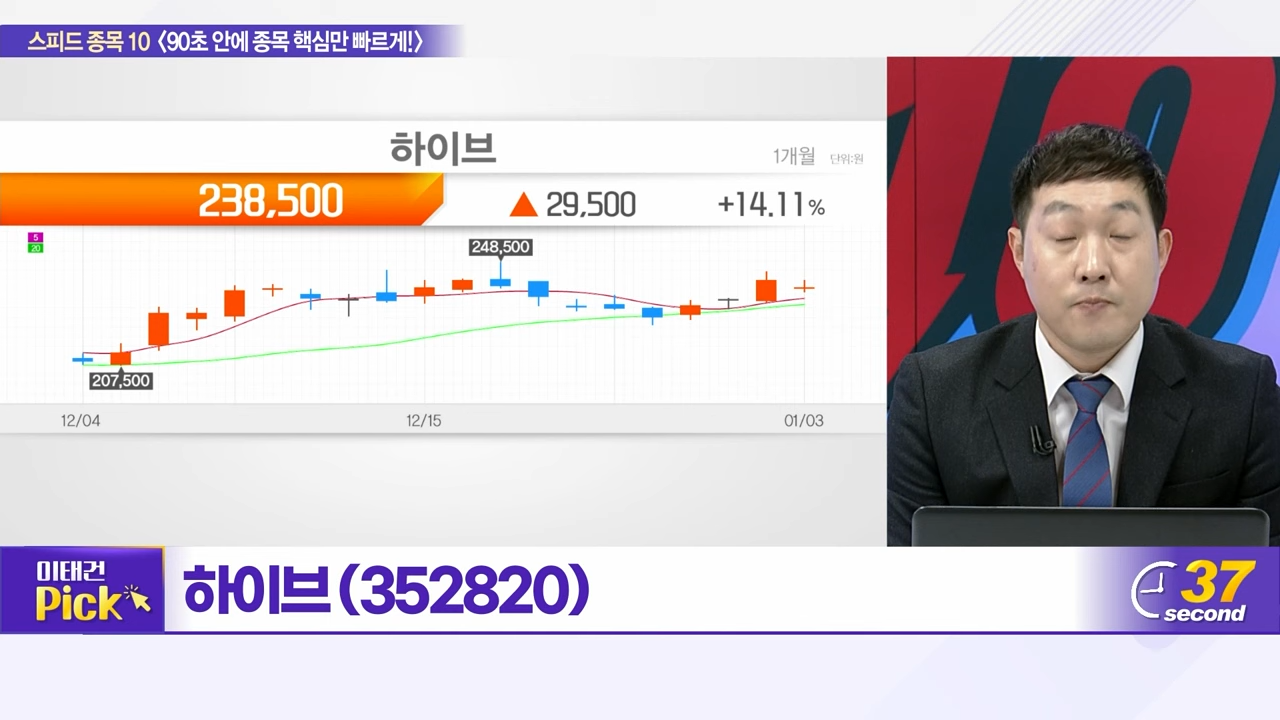 스피드 종목 10 〈90초 안에 종목 핵심만 빠르게!〉
하이브
1개월 단위:원
238,500 ▲ 29,500 +14.11%
5
20
248,500
207,500
12/04 12/15 01/03
이태건
Pick
하이브(352820)
37
second